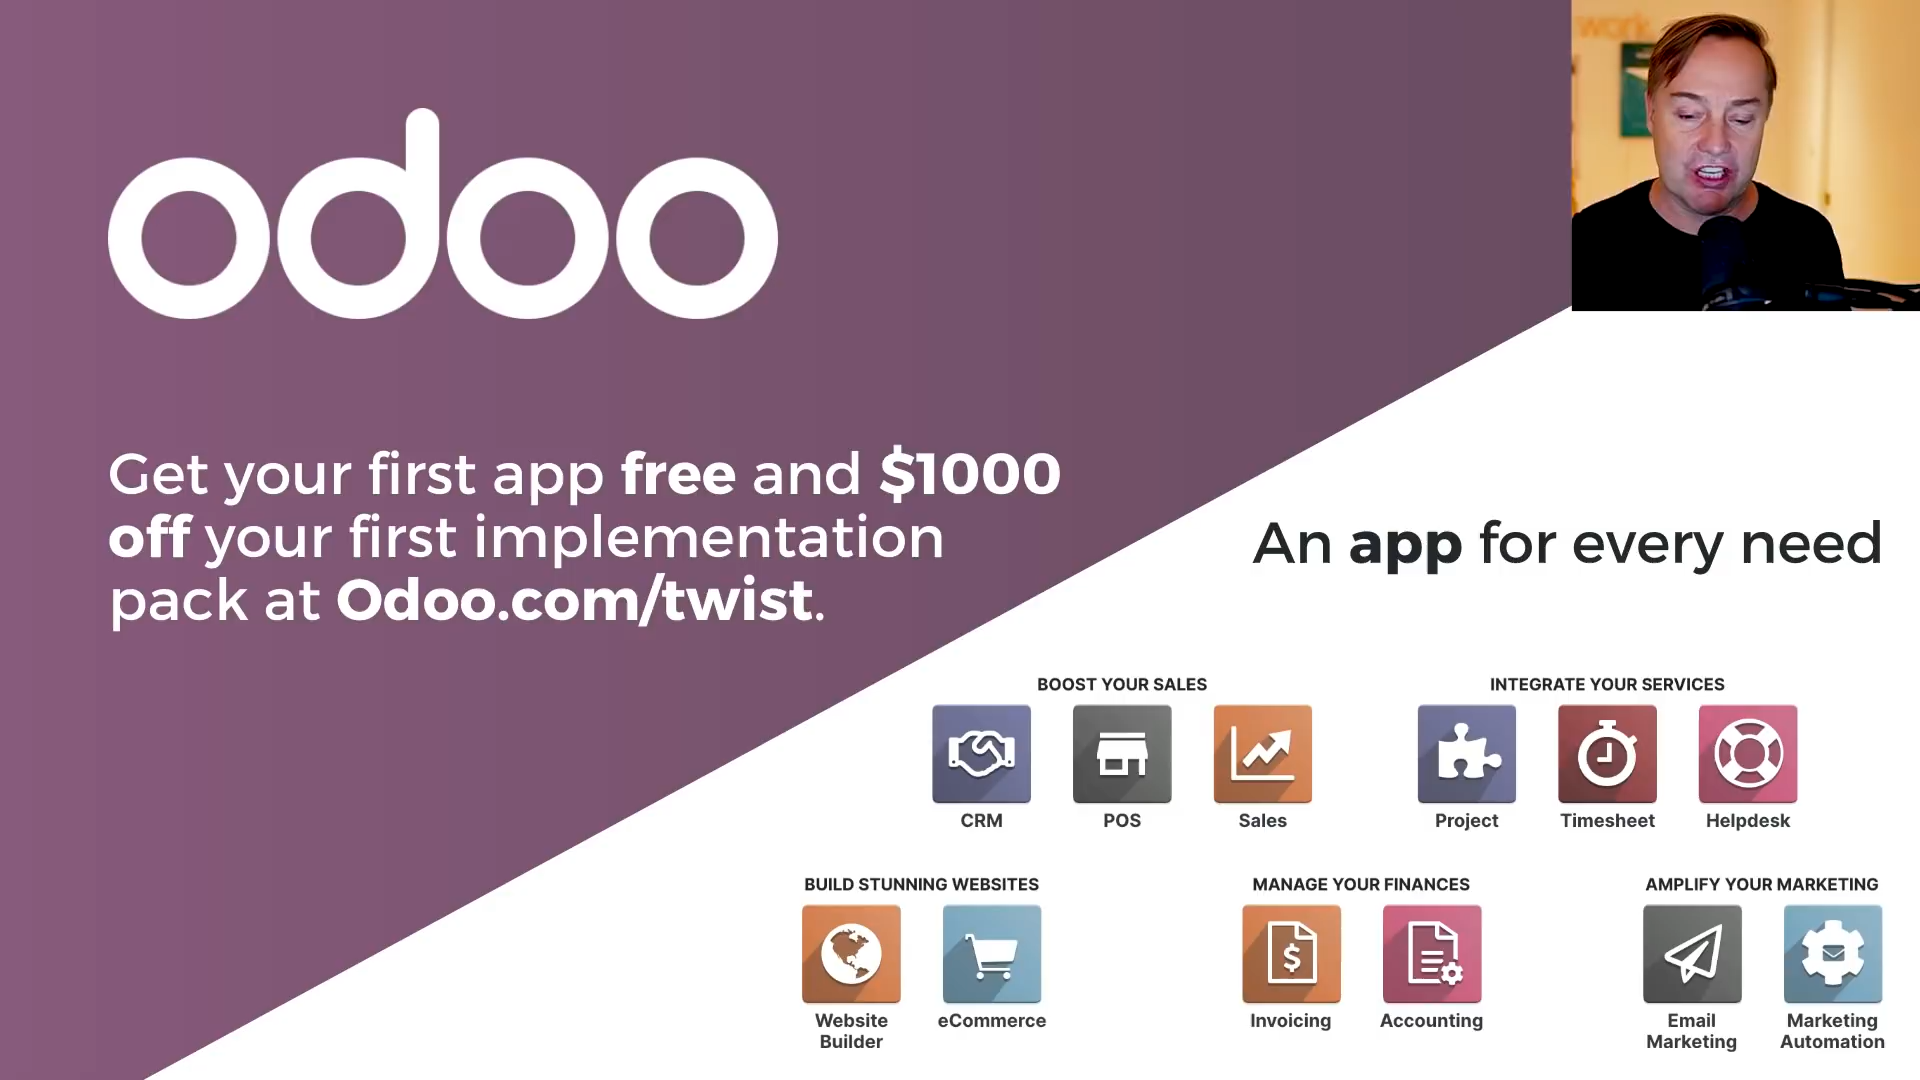 work
odoo
Get your first app free and $1000
off your first implementation
pack at Odoo.com/twist.
An app for every need
BOOST YOUR SALES
CRM
POS
Sales
INTEGRATE YOUR SERVICES
Project
Timesheet
Helpdesk
BUILD STUNNING WEBSITES
Website
Builder
eCommerce
MANAGE YOUR FINANCES
$
Invoicing
Accounting
AMPLIFY YOUR MARKETING
Email
Marketing
Marketing
Automation